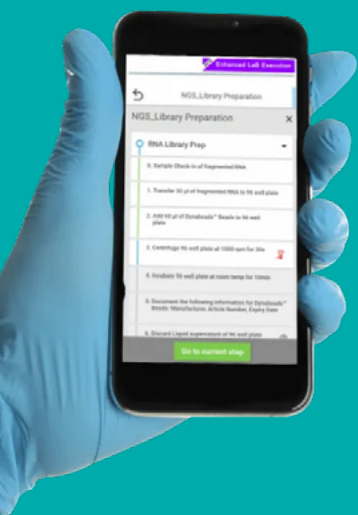 Enhanced Lab Execution
NGS_Library Preparation
NGS_Library Preparation ×
RNA Library Prep
0. Sample Check-in of fragmented RNA
1. Transfer 50 µl of fragmented RNA to 96 well plate
2. Add 50 µl of Dynabeads™ Beads to 96 well
plate
3. Centrifuge 96 well plate at 1000 rpm for 30s
4. Incubate 96 well plate at room temp for 10min
5. Document the following information for Dynabeads™
Beads: Manufacturer, Article Number, Expiry Date
6. Discard Liquid supernatant of 96 well plate
Go to current step